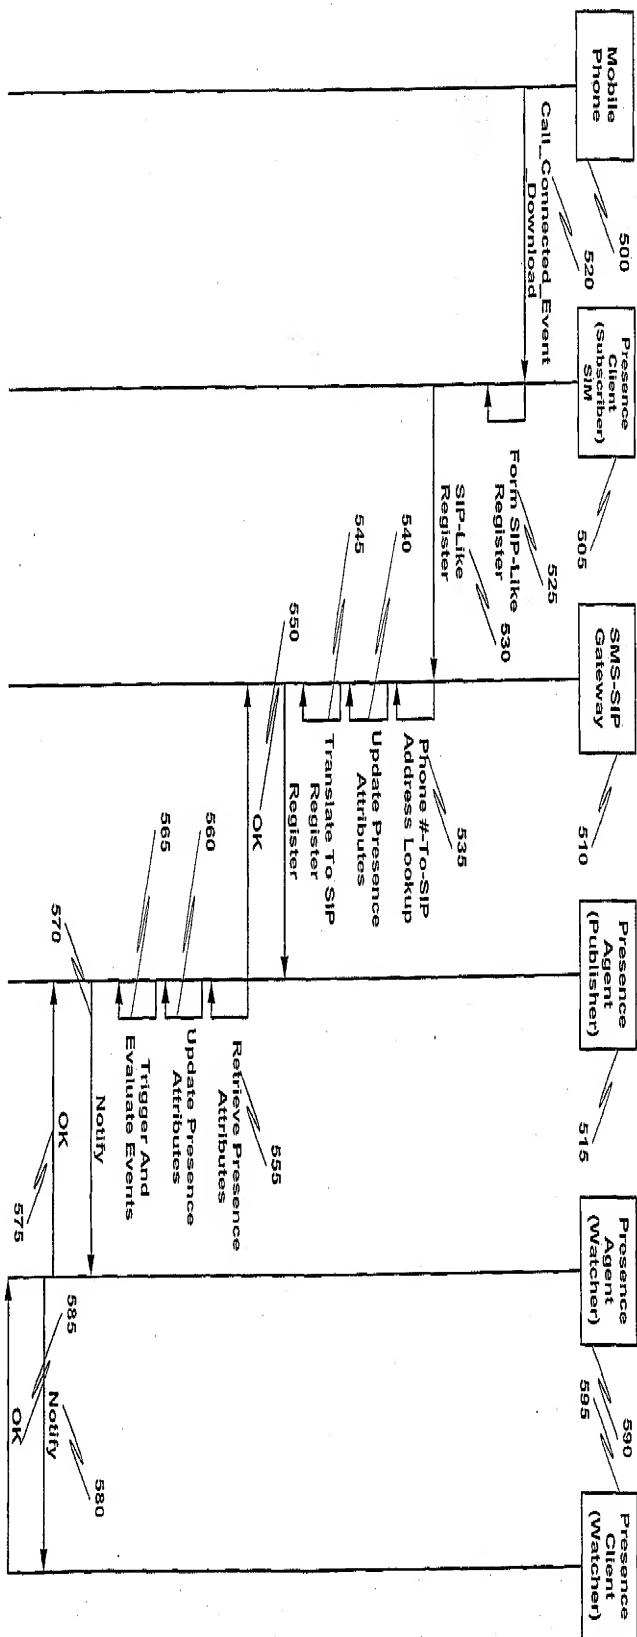 Mobile
Phone
500
Presence
Client
(Subscriber)
SIM
505
SMS-SIP
Gateway
510
Presence
Agent
(Publisher)
515
Presence
Agent
(Watcher)
590
595
Presence
Client
(Watcher)
520
Call_Connected_Event
_Download
Form SIP-Like
Register
525
SIP-Like
Register
530
Phone #-To-SIP
Address Lookup
535
540
Update Presence
Attributes
545
Translate To SIP
Register
550
Register
OK
Retrieve Presence
Attributes
555
560
Update Presence
Attributes
565
Trigger And
Evaluate Events
570
Notify
OK
575
Notify
580
585
OK